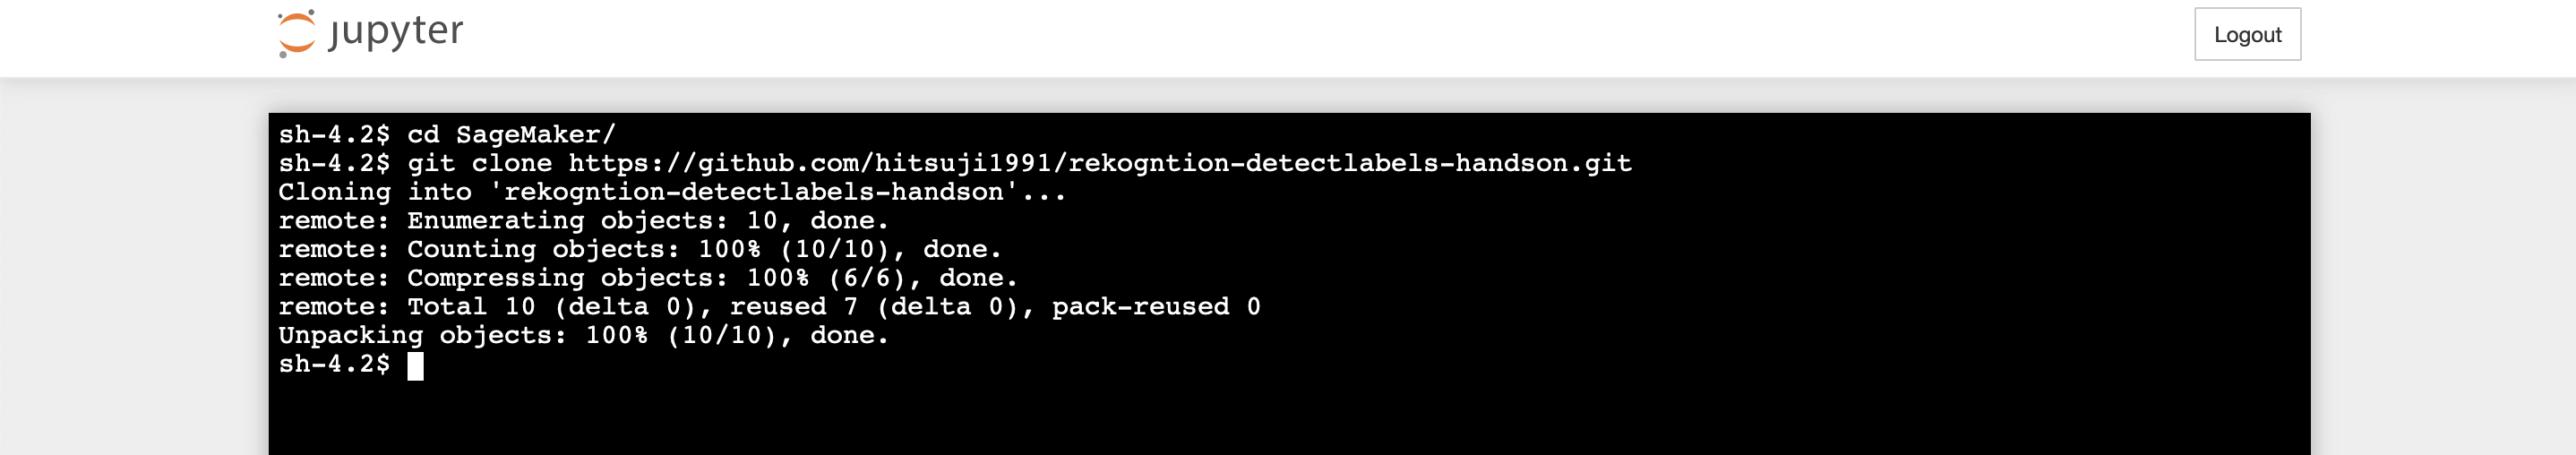 jupyter
Logout
sh-4.2$ cd SageMaker/
sh-4.2$ git clone https://github.com/hitsuji1991/rekogntion-detectlabels-handson.git
Cloning into 'rekogntion-detectlabels-handson'...
remote: Enumerating objects: 10, done.
remote: Counting objects: 100% (10/10), done.
remote: Compressing objects: 100% (6/6), done.
remote: Total 10 (delta 0), reused 7 (delta 0), pack-reused 0
Unpacking objects: 100% (10/10), done.
sh-4.2$